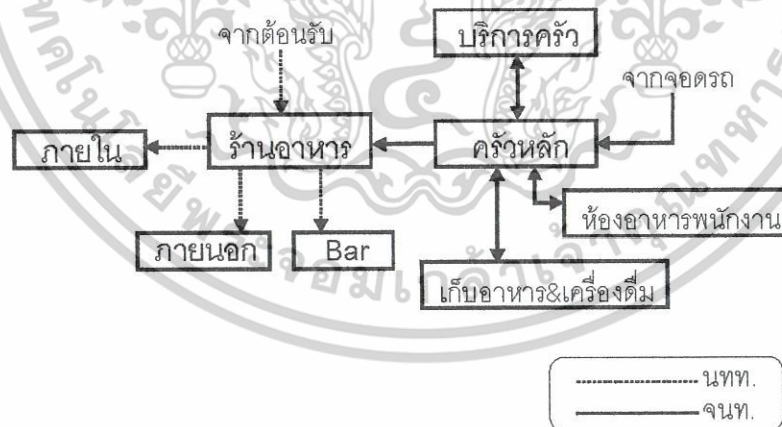 จากต้อนรับ
บริการครัว
จากจอดรถ
ภายใน
ร้านอาหาร
ครัวหลัก
ห้องอาหารพนักงาน
ภายนอก
Bar
เก็บอาหาร&เครื่องดื่ม
นทท.
จนท.